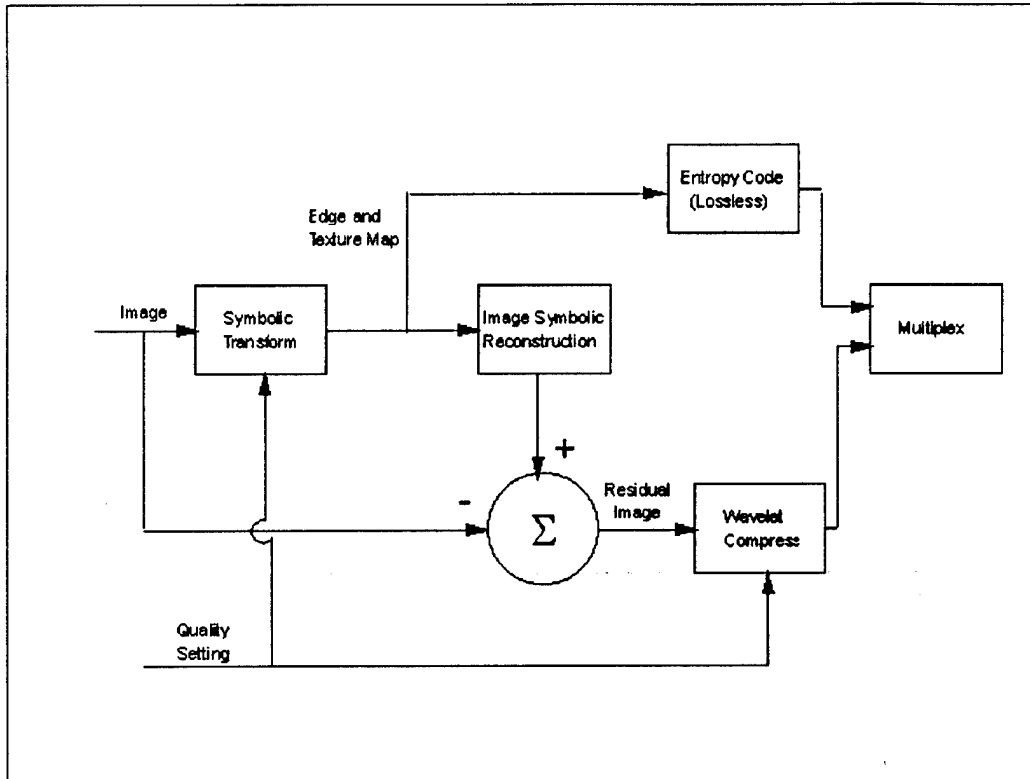 Entropy Code
(Lossless)
Edge and
Texture Map
Image
Symbolic
Transform
Image Symbolic
Reconstruction
Multiplex
+
-
Σ
Residual
Image
Wavelet
Compress
Quality
Setting